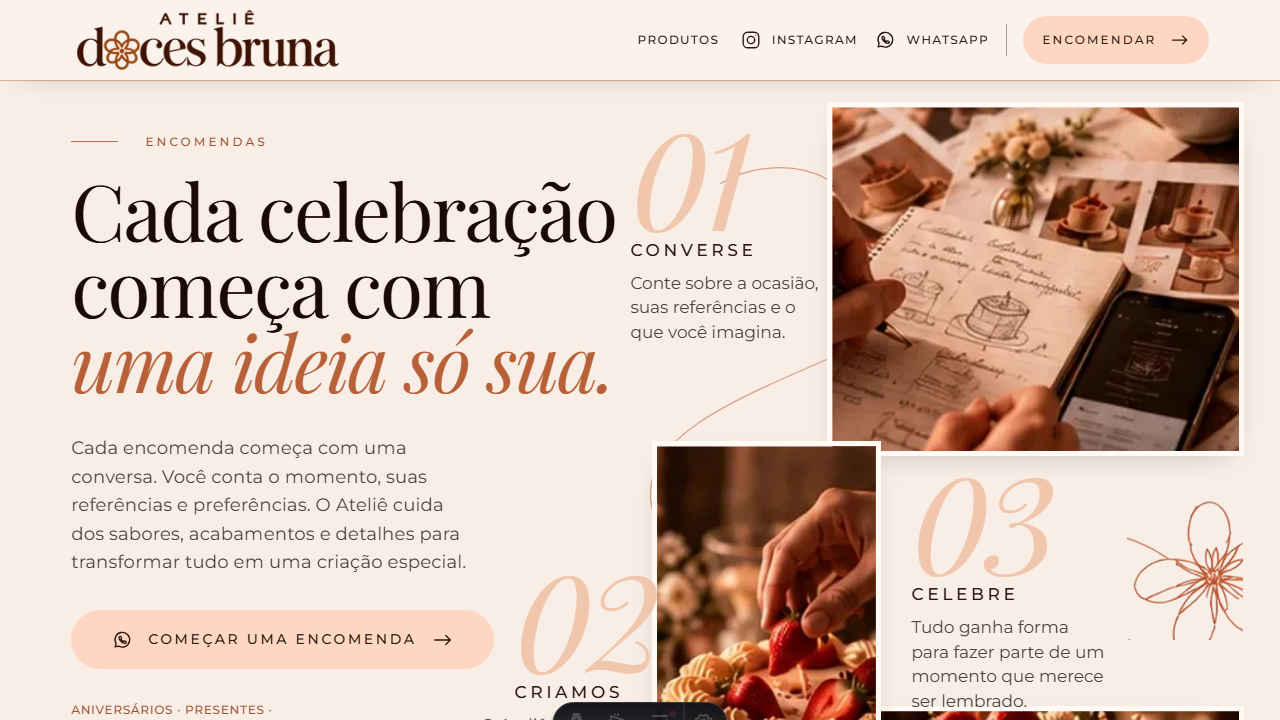 ATELIÊ
doces bruna
PRODUTOS
INSTAGRAM
WHATSAPP
ENCOMENDAR
ENCOMENDAS
Cada celebração
começa com
uma ideia só sua.
Cada encomenda começa com uma
conversa. Você conta o momento, suas
referências e preferências. O Ateliê cuida
dos sabores, acabamentos e detalhes para
transformar tudo em uma criação especial.
COMEÇAR UMA ENCOMENDA
ANIVERSÁRIOS · PRESENTES ·
01
CONVERSE
Conte sobre a ocasião,
suas referências e o
que você imagina.
02
CRIAMOS
03
CELEBRE
Tudo ganha forma
para fazer parte de um
momento que merece
ser lembrado.